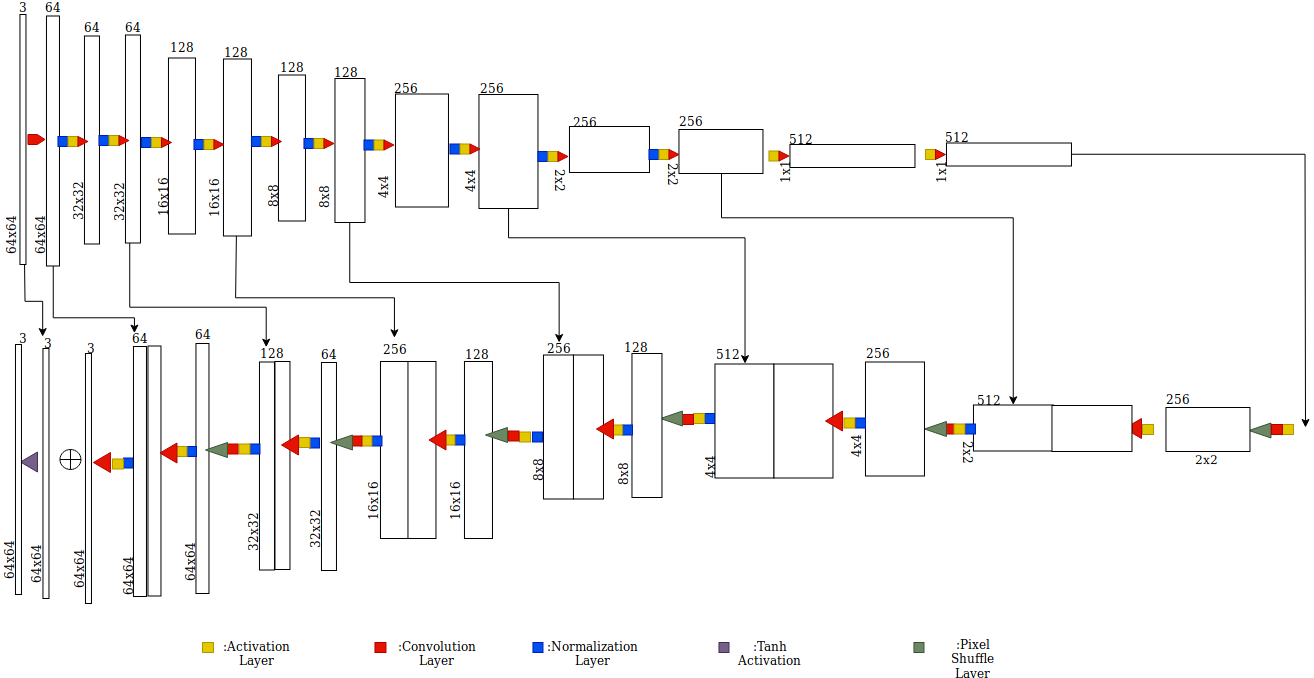 3
64
64
64
128
128
128
128
256
256
256
256
512
512
64x64
64x64
32x32
32x32
16x16
16x16
8x8
8x8
4x4
4x4
2x2
2x2
1x1
1x1
3
3
3
64
64
128
64
256
128
256
128
512
256
512
256
64x64
64x64
64x64
64x64
64x64
32x32
32x32
16x16
16x16
8x8
8x8
4x4
4x4
2x2
2x2
:Activation
Layer
:Convolution
Layer
:Normalization
Layer
:Tanh
Activation
:Pixel
Shuffle
Layer